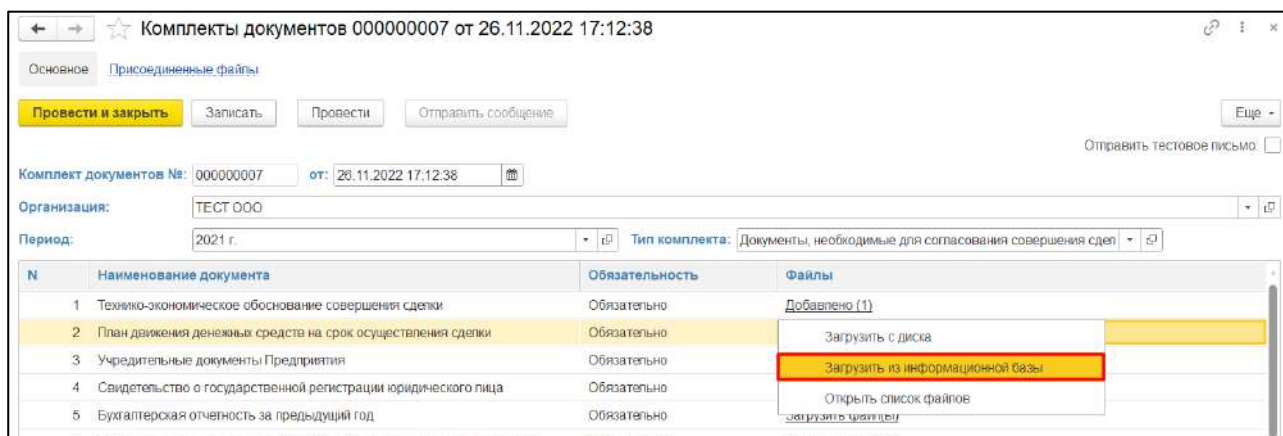 Комплекты документов 000000007 от 26.11.2022 17:12:38
Основное Присоединенные файлы
Провести и закрыть Записать Провести Отправить сообщение Еще
Отправить тестовое письмо:
Комплект документов №: 000000007 от: 26.11.2022 17:12:38
Организация: ТЕСТ ООО
Период: 2021 г. Тип комплекта: Документы, необходимые для согласования совершения сдел
N Наименование документа Обязательность Файлы
1 Технико-экономическое обоснование совершения сделки Обязательно Добавлено (1)
2 План движения денежных средств на срок осуществления сделки Обязательно
Загрузить с диска
3 Учредительные документы Предприятия Обязательно
Загрузить из информационной базы
4 Свидетельство о государственной регистрации юридического лица Обязательно
Открыть список файлов
5 Бухгалтерская отчетность за предыдущий год Обязательно Загрузить файл(ы)